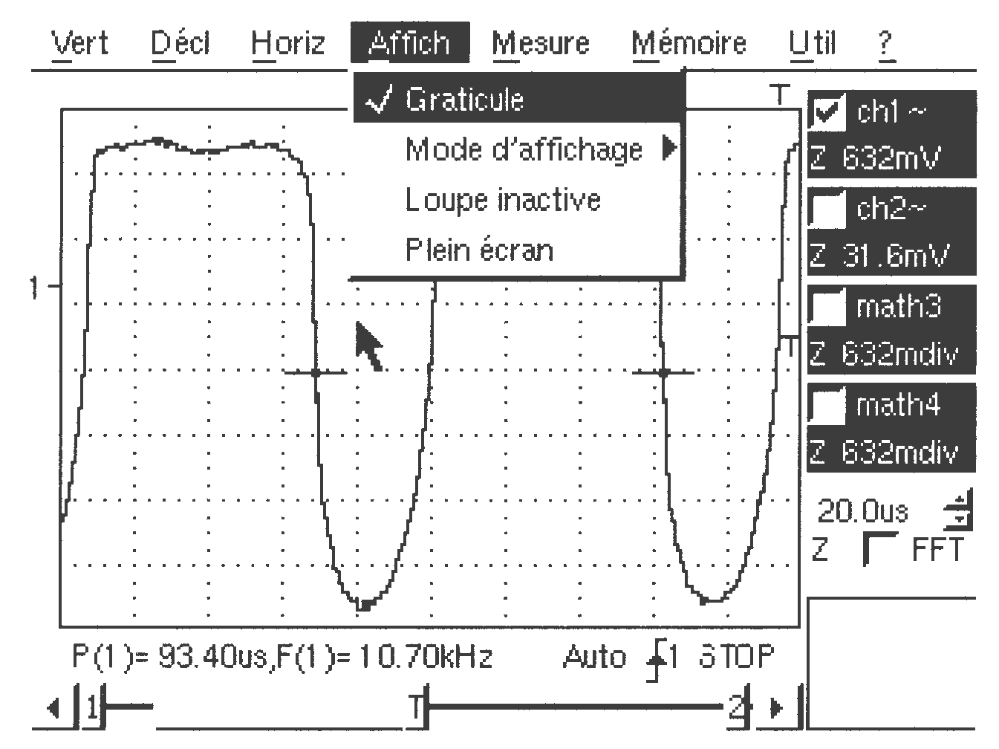 Vert Décl Horiz Affich Mesure Mémoire Util ?
Graticule
Mode d'affichage
Loupe inactive
Plein écran
T
ch1 ~
Z 632mV
ch2~
Z 31.6mV
1
math3
T
Z 632mdiv
math4
Z 632mdiv
20.0us
Z FFT
P(1)= 93.40us,F(1)= 10.70kHz Auto 1 STOP
1 T 2